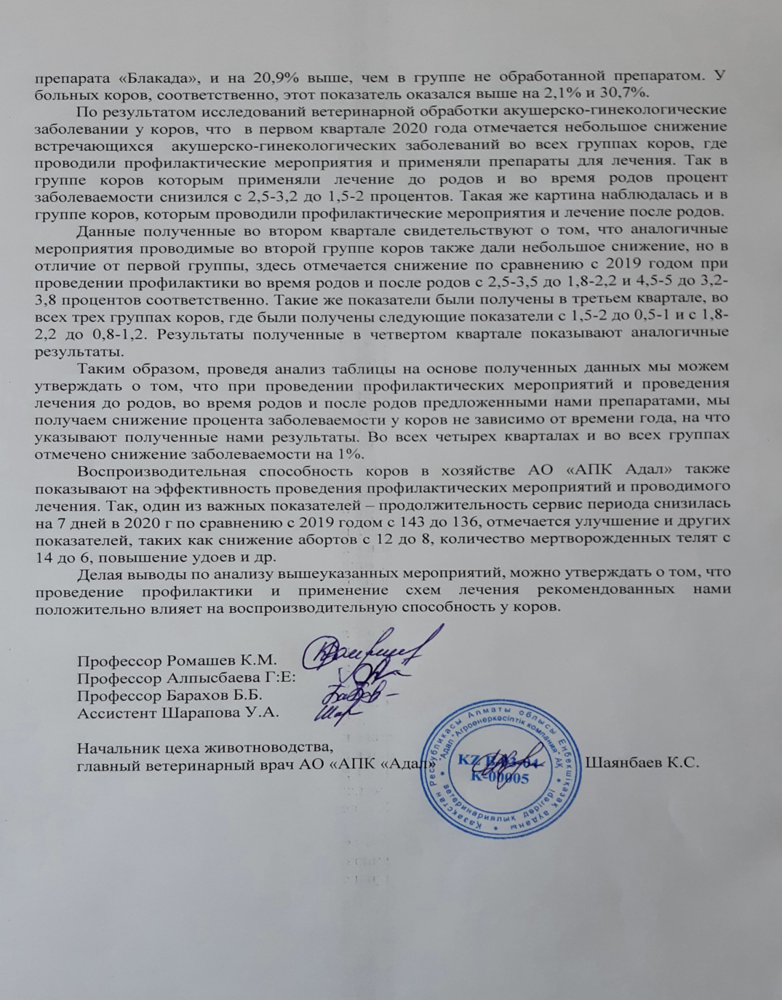 препарата «Блакада», и на 20,9% выше, чем в группе не обработанной препаратом. У
больных коров, соответственно, этот показатель оказался выше на 2,1% и 30,7%.
По результатом исследований ветеринарной обработки акушерско-гинекологические
заболевании у коров, что в первом квартале 2020 года отмечается небольшое снижение
встречающихся акушерско-гинекологических заболеваний во всех группах коров, где
проводили профилактические мероприятия и применяли препараты для лечения. Так в
группе коров которым применяли лечение до родов и во время родов процент
заболеваемости снизился с 2,5-3,2 до 1,5-2 процентов. Такая же картина наблюдалась и в
группе коров, которым проводили профилактические мероприятия и лечение после родов.
Данные полученные во втором квартале свидетельствуют о том, что аналогичные
мероприятия проводимые во второй группе коров также дали небольшое снижение, но в
отличие от первой группы, здесь отмечается снижение по сравнению с 2019 годом при
проведении профилактики во время родов и после родов с 2,5-3,5 до 1,8-2,2 и 4,5-5 до 3,2-
3,8 процентов соответственно. Такие же показатели были получены в третьем квартале, во
всех трех группах коров, где были получены следующие показатели с 1,5-2 до 0,5-1 и с 1,8-
2,2 до 0,8-1,2. Результаты полученные в четвертом квартале показывают аналогичные
результаты.
Таким образом, проведя анализ таблицы на основе полученных данных мы можем
утверждать о том, что при проведении профилактических мероприятий и проведения
лечения до родов, во время родов и после родов предложенными нами препаратами, мы
получаем снижение процента заболеваемости у коров не зависимо от времени года, на что
указывают полученные нами результаты. Во всех четырех кварталах и во всех группах
отмечено снижение заболеваемости на 1%.
Воспроизводительная способность коров в хозяйстве АО «АПК Адал» также
показывают на эффективность проведения профилактических мероприятий и проводимого
лечения. Так, один из важных показателей – продолжительность сервис периода снизилась
на 7 дней в 2020 г по сравнению с 2019 годом с 143 до 136, отмечается улучшение и других
показателей, таких как снижение абортов с 12 до 8, количество мертворожденных телят с
14 до 6, повышение удоев и др.
Делая выводы по анализу вышеуказанных мероприятий, можно утверждать о том, что
проведение профилактики и применение схем лечения рекомендованных нами
положительно влияет на воспроизводительную способность у коров.
Профессор Ромашев К.М.
Профессор Алпысбаева Г:Е:
Профессор Барахов Б.Б.
Ассистент Шарапова У.А.
Начальник цеха животноводства,
главный ветеринарный врач АО «АПК «Адал» Шаянбаев К.С.
Қазақстан Республикасы Алматы облысы Еңбекшіқазақ ауданы
"Адал "Агроөнеркәсіптік компания" АҚ
ветеринариялық дәрігері
KZ
К-00005